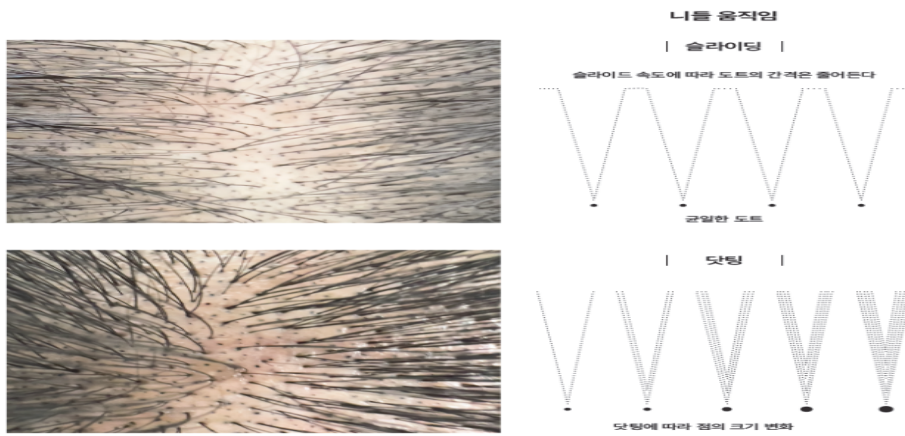 니들 움직임
| 슬라이딩 |
슬라이드 속도에 따라 도트의 간격은 줄어든다
균일한 도트
| 닷팅 |
닷팅에 따라 점의 크기 변화